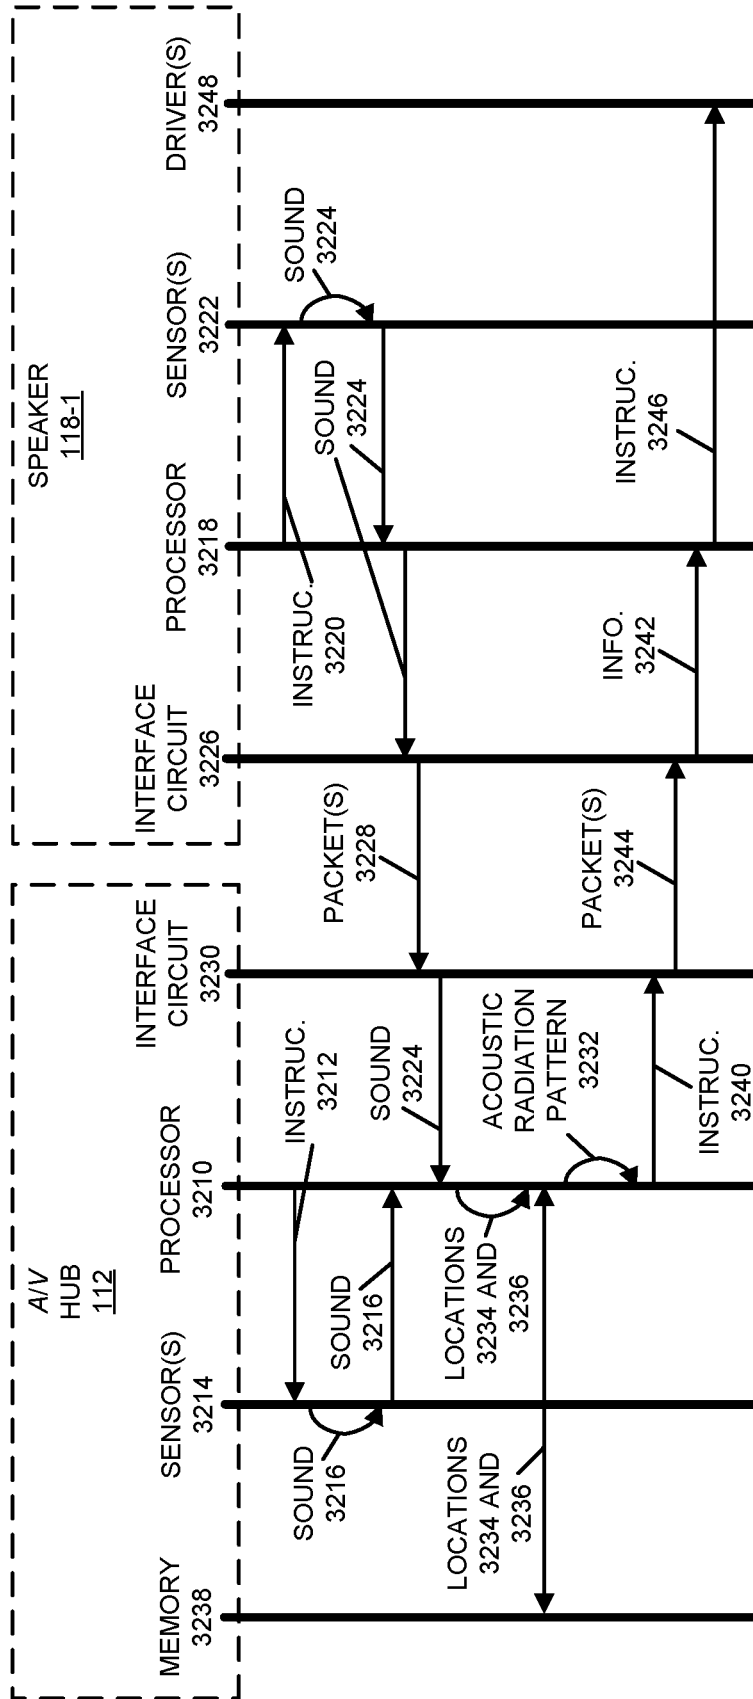 A/V
HUB
112
SPEAKER
118-1
MEMORY
3238
SENSOR(S)
3214
PROCESSOR
3210
INTERFACE
CIRCUIT
3230
INTERFACE
CIRCUIT
3226
PROCESSOR
3218
SENSOR(S)
3222
DRIVER(S)
3248
INSTRUC.
3212
INSTRUC.
3220
SOUND
3216
SOUND
3224
SOUND
3216
SOUND
3224
PACKET(S)
3228
SOUND
3224
LOCATIONS
3234 AND
3236
LOCATIONS
3234 AND
3236
ACOUSTIC
RADIATION
PATTERN
3232
INSTRUC.
3240
PACKET(S)
3244
INFO.
3242
INSTRUC.
3246